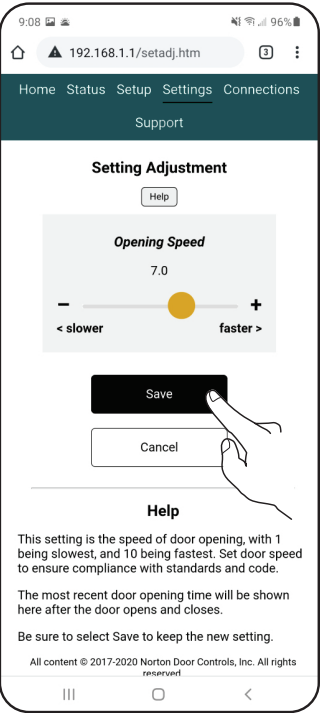 9:08 96%
192.168.1.1/setadj.htm 3
Home Status Setup Settings Connections
Support
Setting Adjustment
Help
Opening Speed
7.0
− +
< slower faster >
Save
Cancel
Help
This setting is the speed of door opening, with 1
being slowest, and 10 being fastest. Set door speed
to ensure compliance with standards and code.
The most recent door opening time will be shown
here after the door opens and closes.
Be sure to select Save to keep the new setting.
All content © 2017-2020 Norton Door Controls, Inc. All rights
reserved